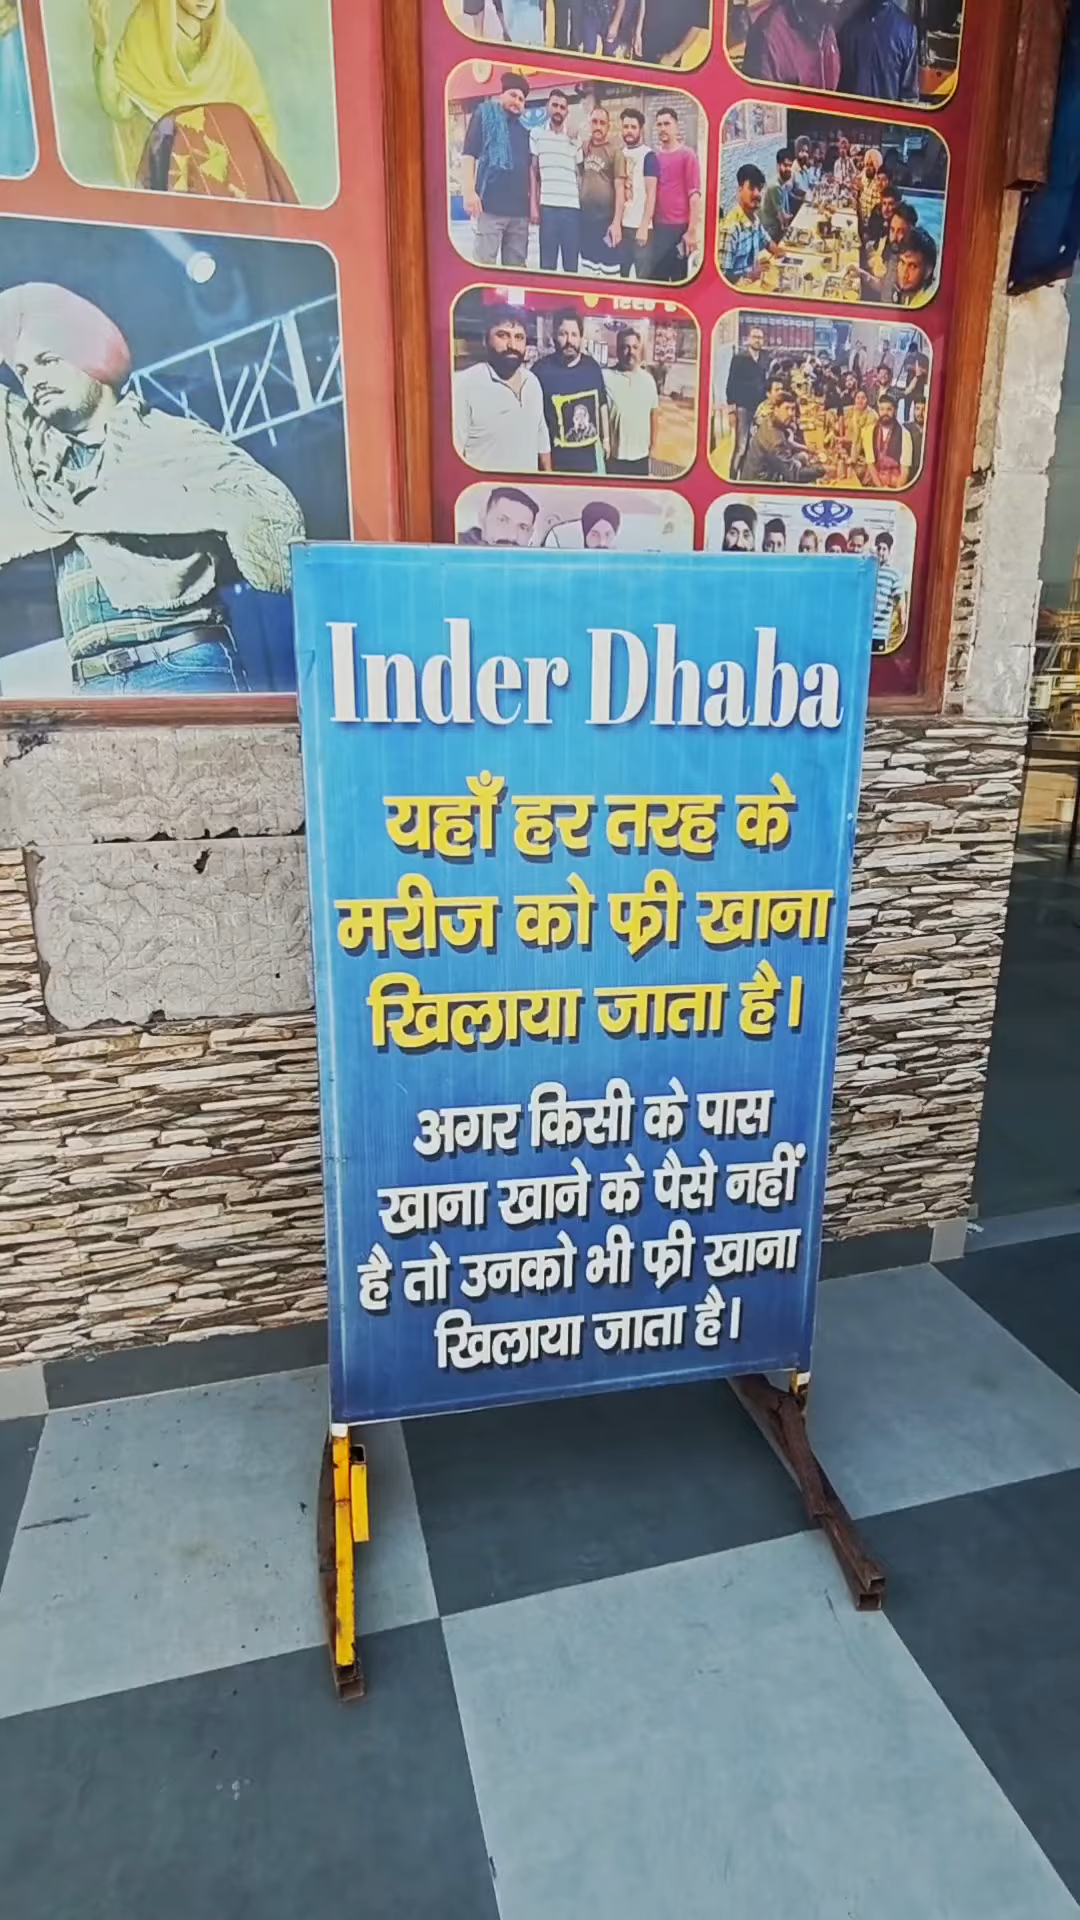 Inder Dhaba
यहाँ हर तरह के
मरीज को फ्री खाना
खिलाया जाता है।
अगर किसी के पास
खाना खाने के पैसे नहीं
है तो उनको भी फ्री खाना
खिलाया जाता है।